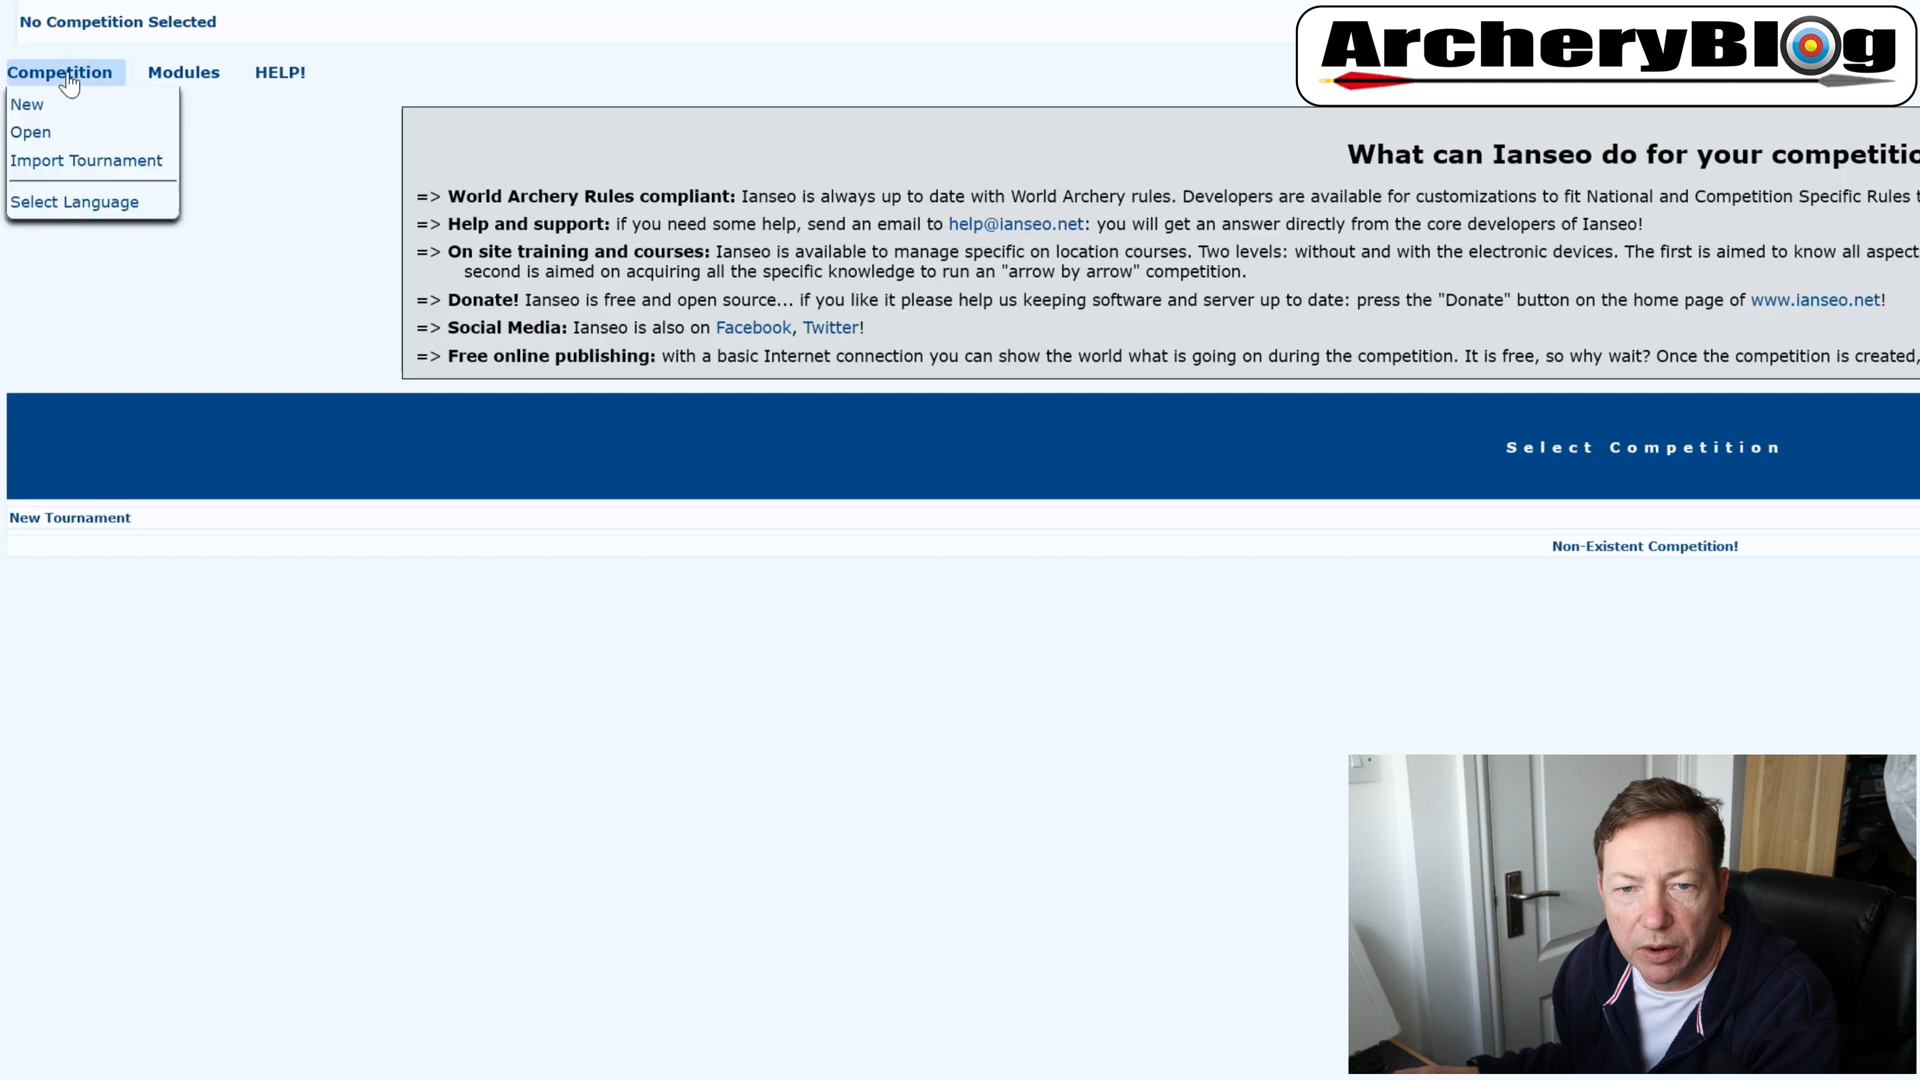 No Competition Selected
ArcheryBlog
Competition Modules HELP!
New
Open
Import Tournament
Select Language
What can Ianseo do for your competitio
=> World Archery Rules compliant: Ianseo is always up to date with World Archery rules. Developers are available for customizations to fit National and Competition Specific Rules t
=> Help and support: if you need some help, send an email to help@ianseo.net: you will get an answer directly from the core developers of Ianseo!
=> On site training and courses: Ianseo is available to manage specific on location courses. Two levels: without and with the electronic devices. The first is aimed to know all aspect
second is aimed on acquiring all the specific knowledge to run an "arrow by arrow" competition.
=> Donate! Ianseo is free and open source... if you like it please help us keeping software and server up to date: press the "Donate" button on the home page of www.ianseo.net!
=> Social Media: Ianseo is also on Facebook, Twitter!
=> Free online publishing: with a basic Internet connection you can show the world what is going on during the competition. It is free, so why wait? Once the competition is created,
Select Competition
New Tournament
Non-Existent Competition!